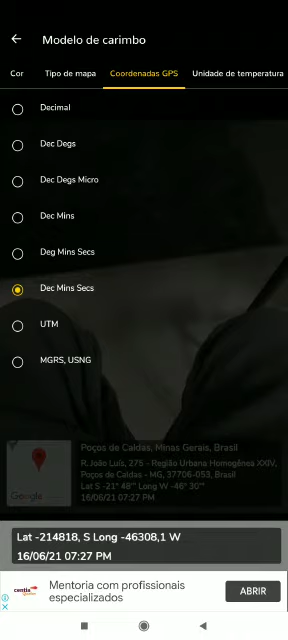 Modelo de carimbo
Cor Tipo de mapa Coordenadas GPS Unidade de temperatura
Decimal
Dec Degs
Dec Degs Micro
Dec Mins
Deg Mins Secs
Dec Mins Secs
UTM
MGRS, USNG
Poços de Caldas, Minas Gerais, Brasil
R. João Luís, 275 - Região Urbana Homogênea XXIV,
Poços de Caldas - MG, 37706-053, Brasil
Lat S -21° 48'' Long W -46° 30''
16/06/21 07:27 PM
Google
Lat -214818, S Long -46308,1 W
16/06/21 07:27 PM
Mentoria com profissionais
especializados
ABRIR